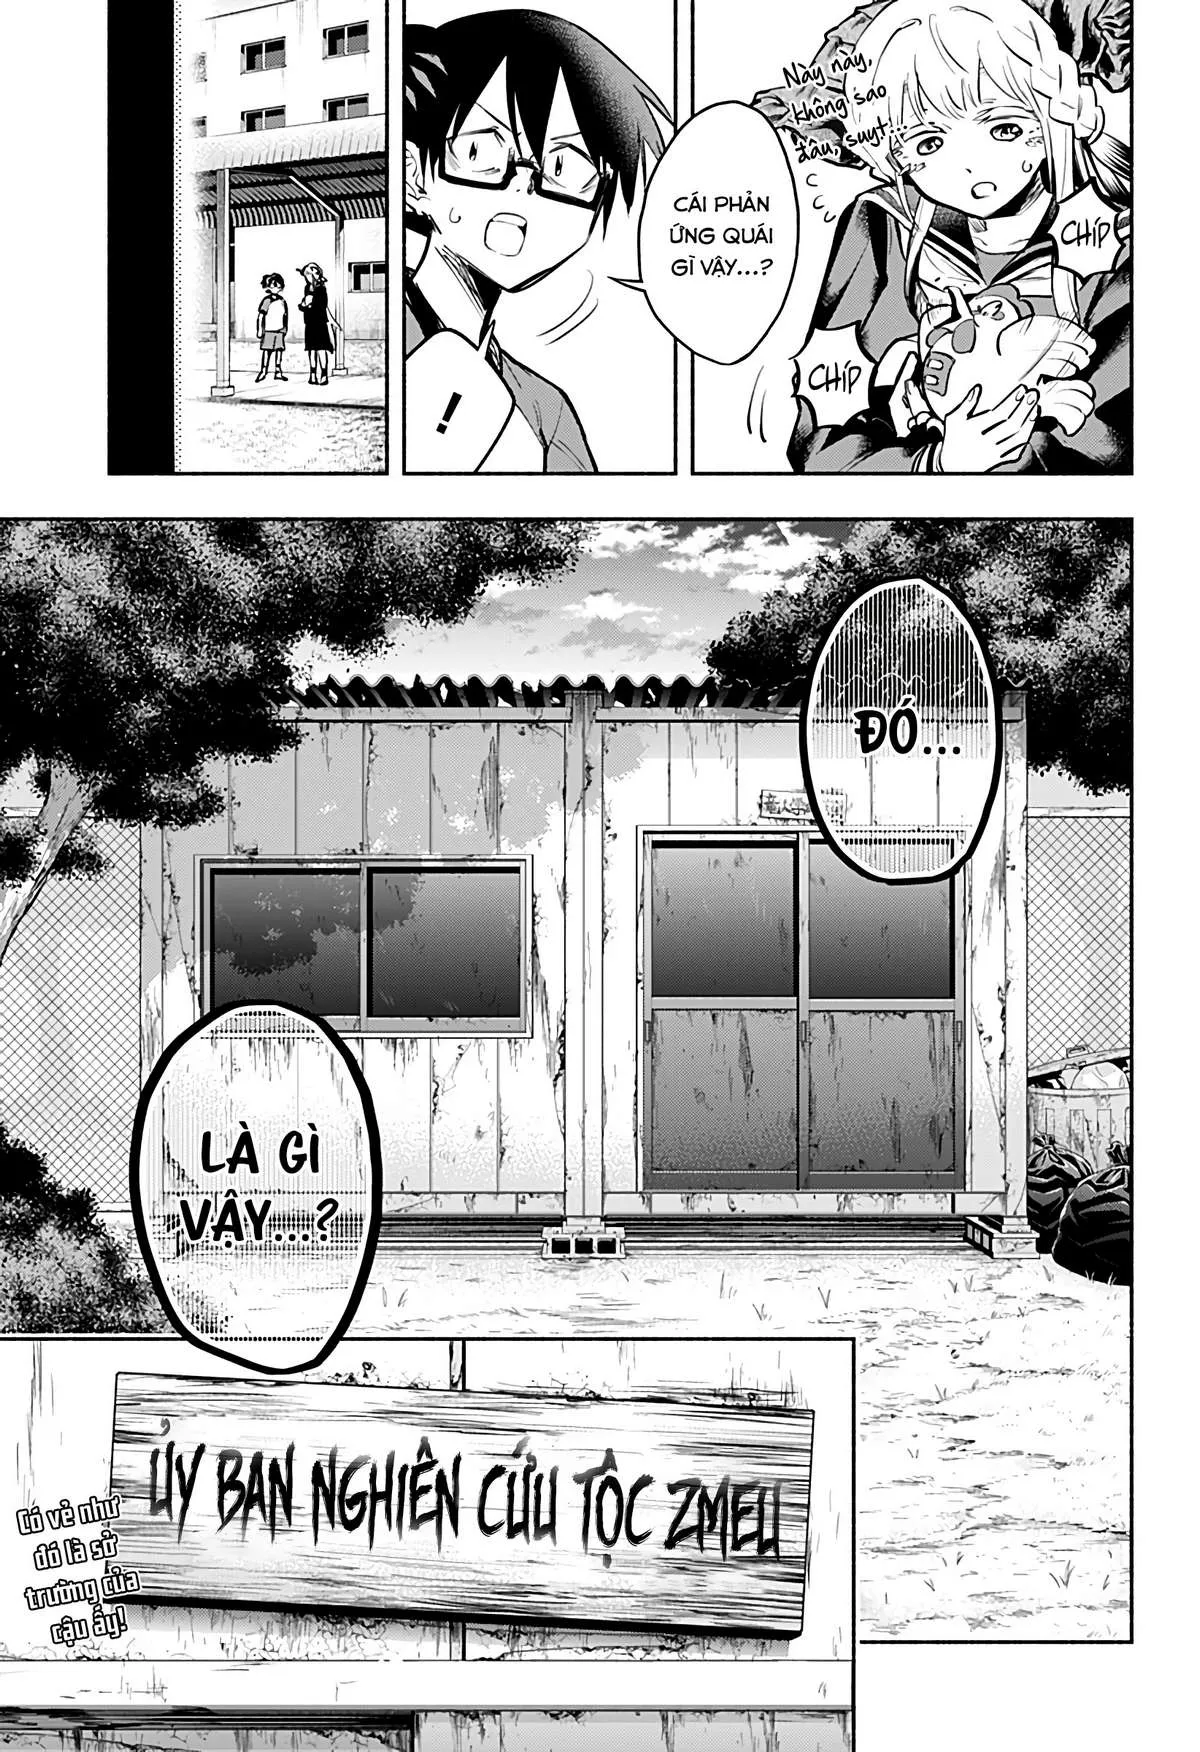 Này này,
không sao
đâu, suỵt...
CHÍP
CHÍP
CÁI PHẢN
ỨNG QUÁI
GÌ VẬY...?
!
ĐÓ...
LÀ GÌ
VẬY...?
ỦY BAN NGHIÊN CỨU TỘC ZMEU
Có vẻ như
đó là sở
trường của
cậu ấy!